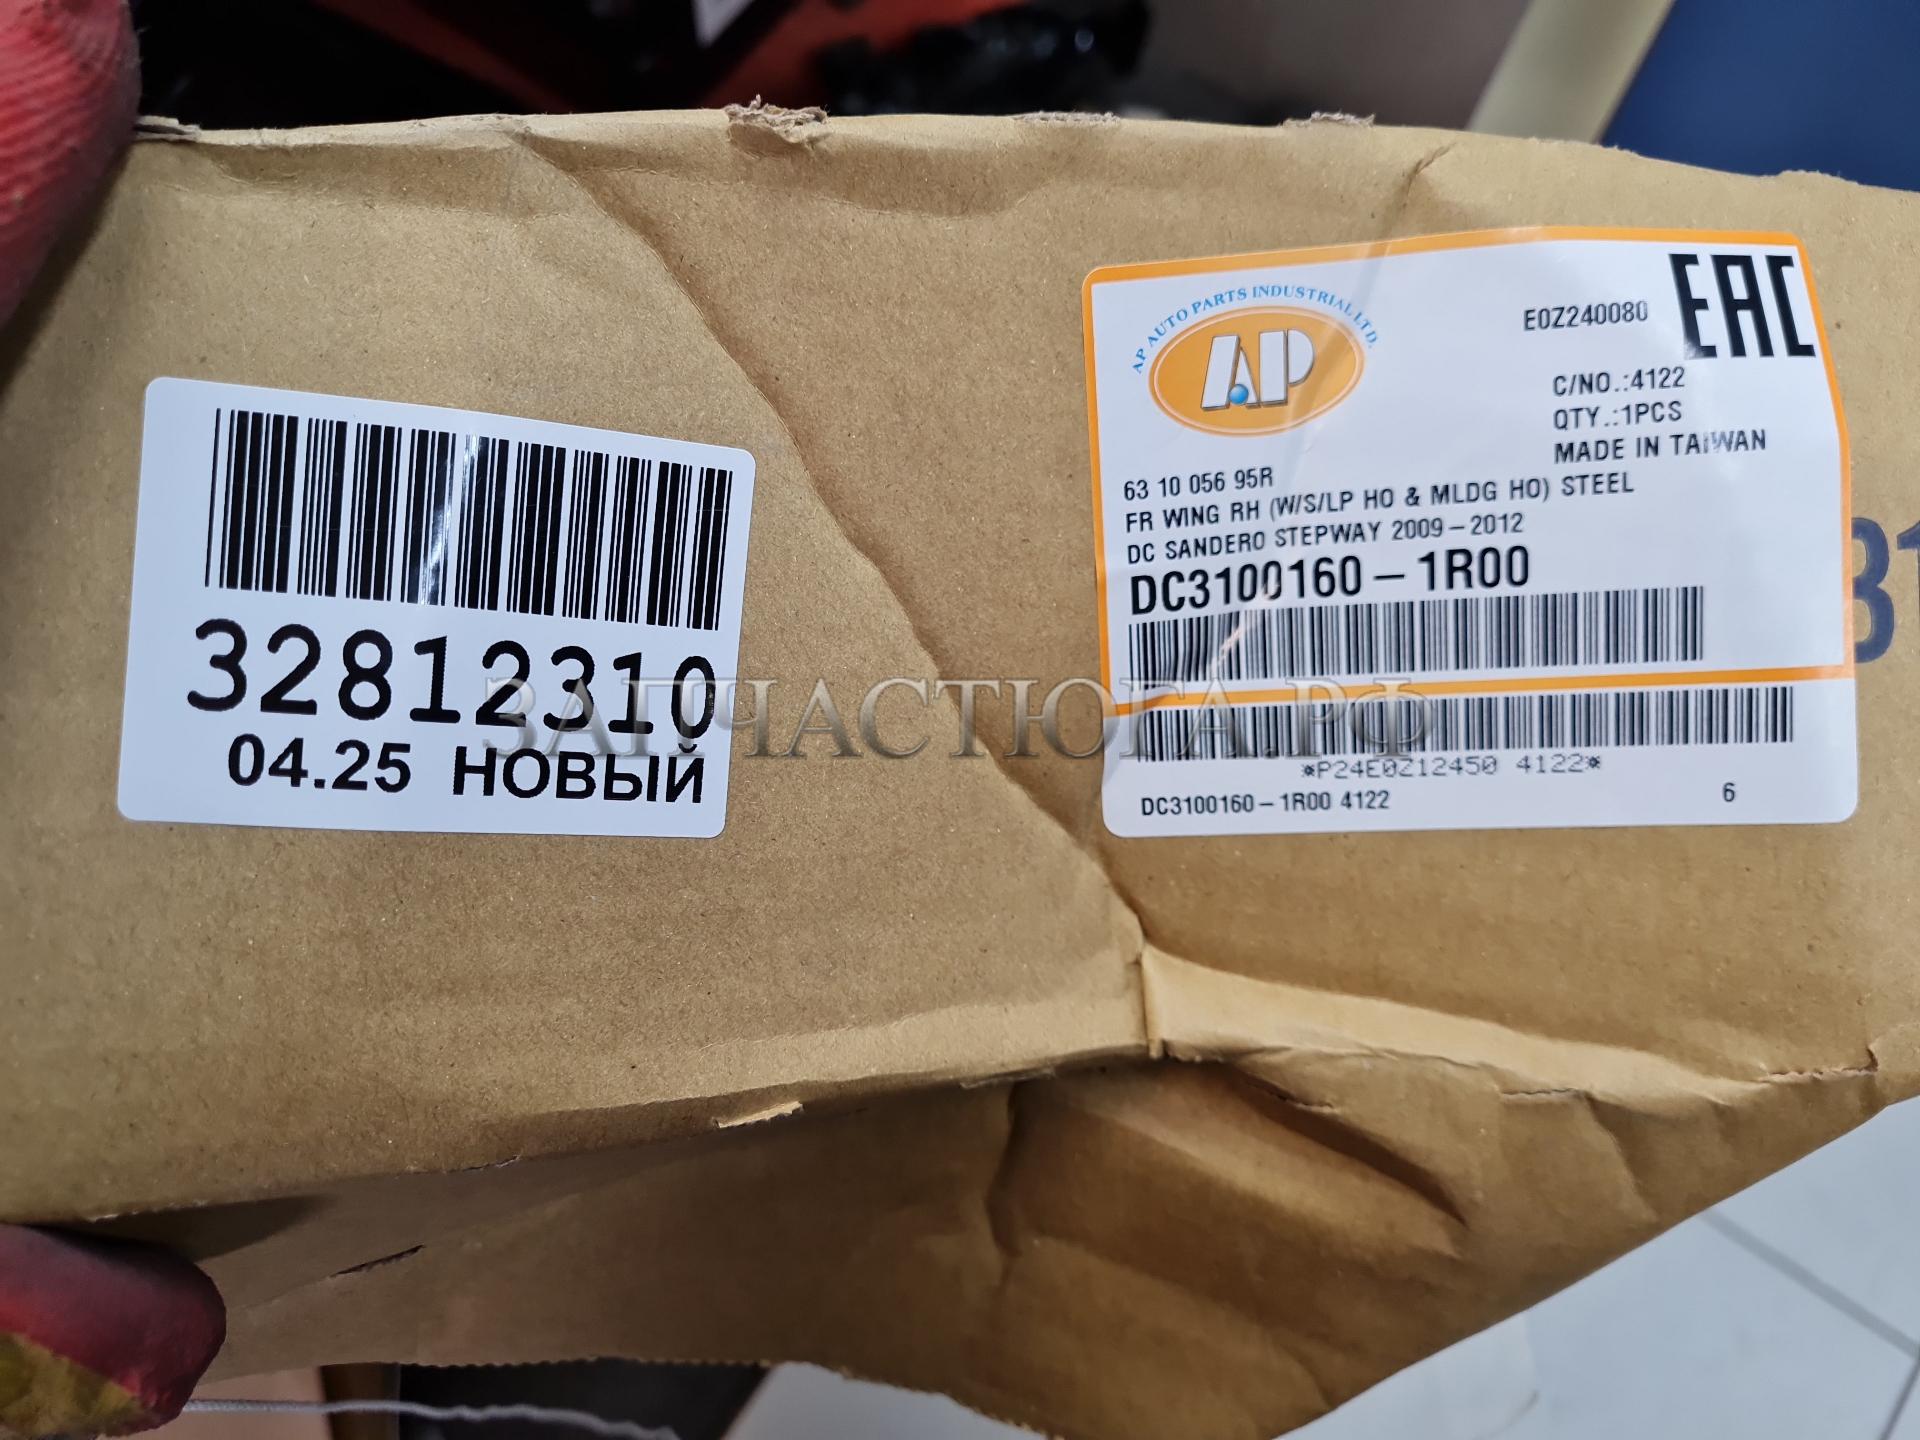 32812310
04.25 НОВЫЙ
AP AUTO PARTS INDUSTRIAL LTD.
AP
E0Z240080
EAC
C/NO.:4122
QTY.:1PCS
MADE IN TAIWAN
63 10 056 95R
FR WING RH (W/S/LP HO & MLDG HO) STEEL
DC SANDERO STEPWAY 2009-2012
DC3100160-1R00
*P24E0Z12450 4122*
DC3100160-1R00 4122
6
ЗАПЧАСТЮГА.РФ